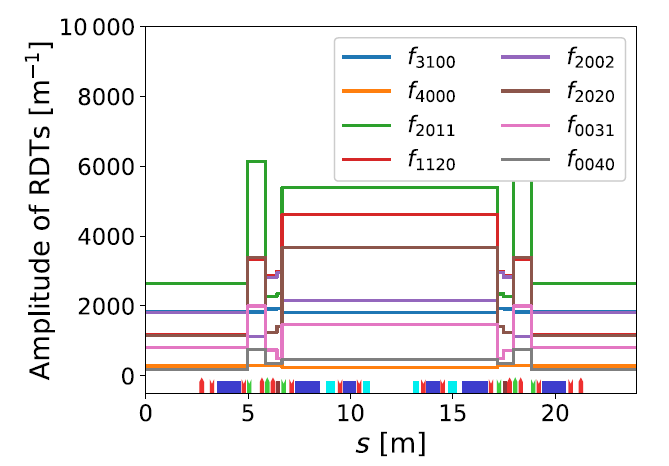 Amplitude of RDTs [m⁻¹]
10 000
8000
6000
4000
2000
0
f₃₁₀₀ f₂₀₀₂
f₄₀₀₀ f₂₀₂₀
f₂₀₁₁ f₀₀₃₁
f₁₁₂₀ f₀₀₄₀
0 5 10 15 20
s [m]